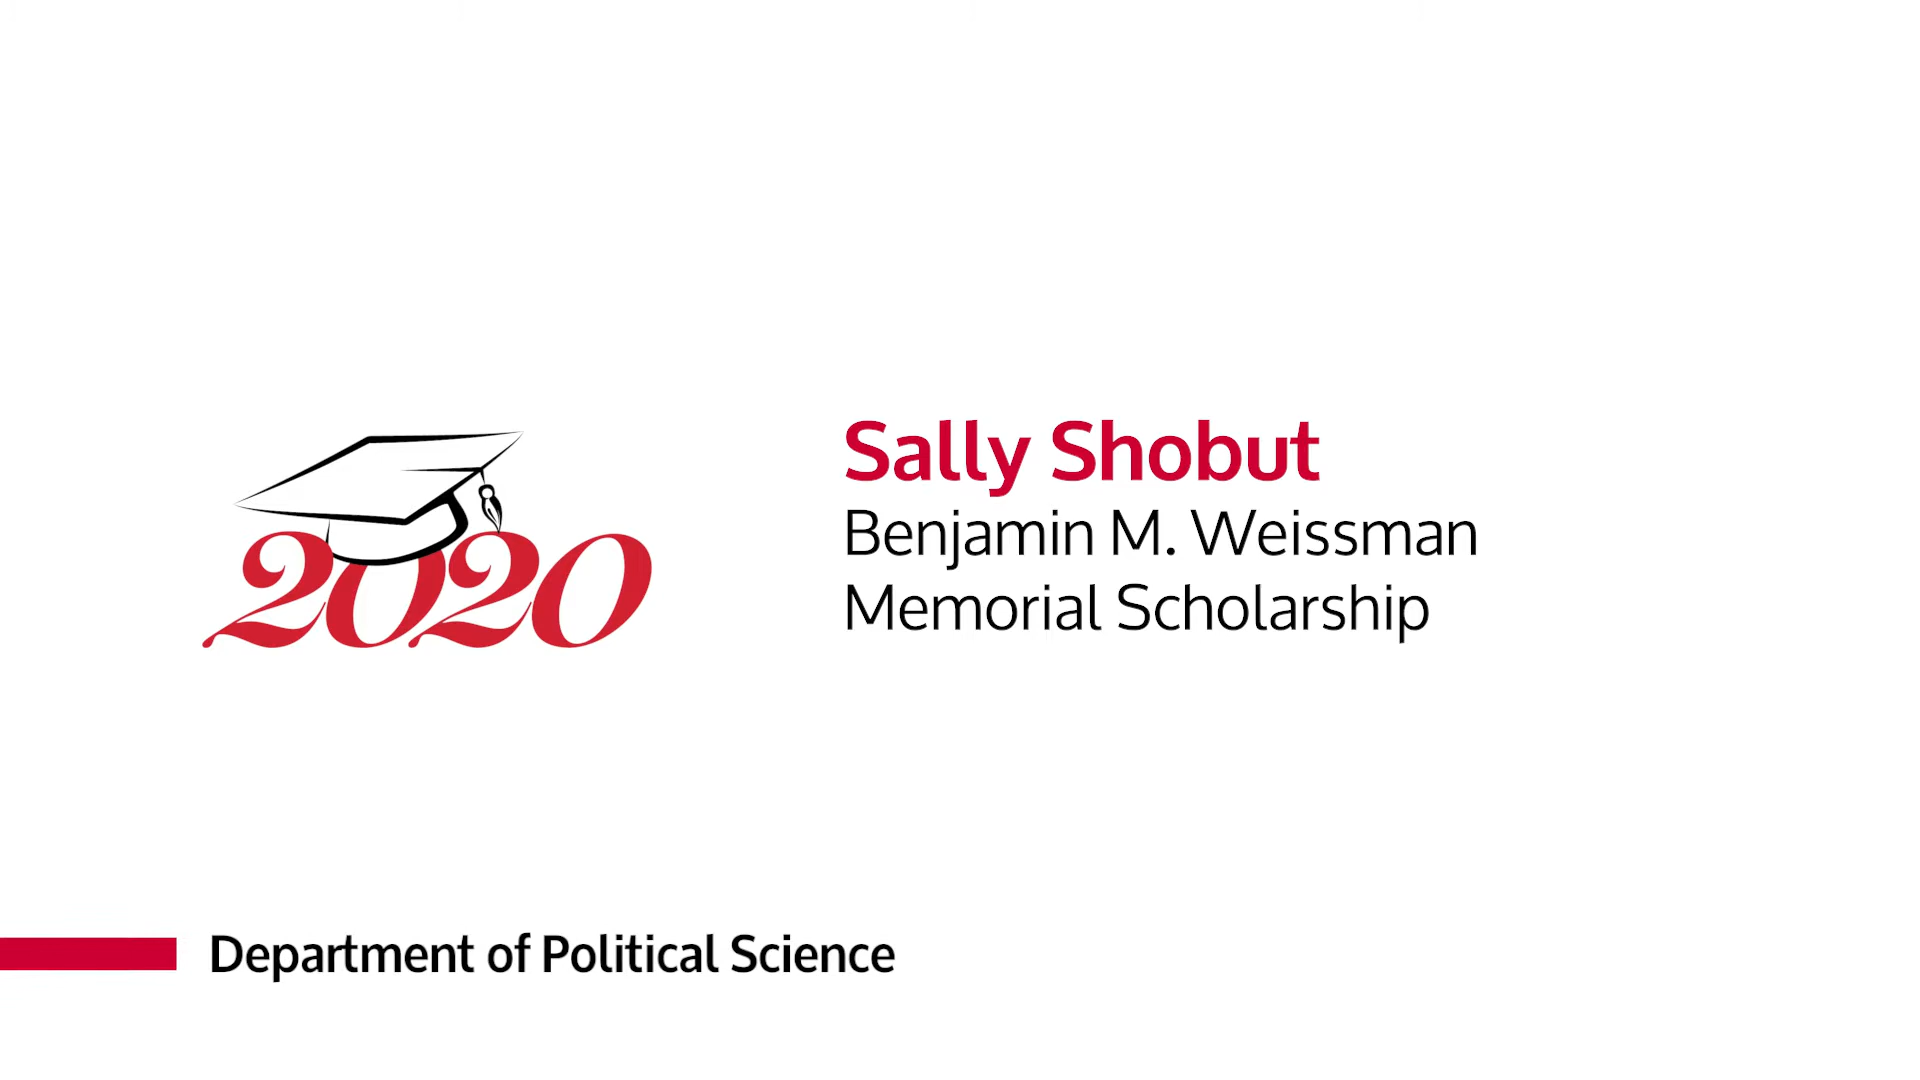 2020
Sally Shobut
Benjamin M. Weissman
Memorial Scholarship
Department of Political Science